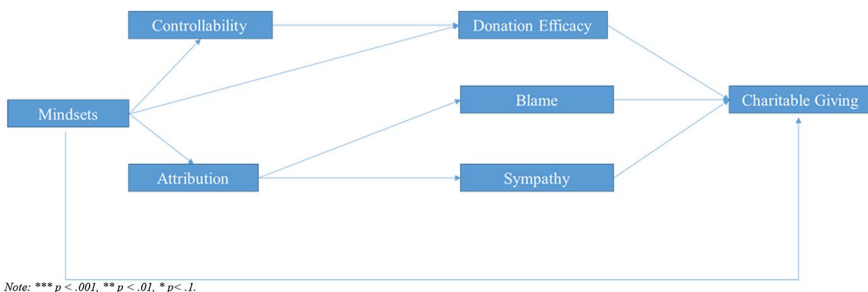 Controllability
Donation Efficacy
Mindsets
Blame
Charitable Giving
Attribution
Sympathy
Note: *** p < .001, ** p < .01, * p< .1.